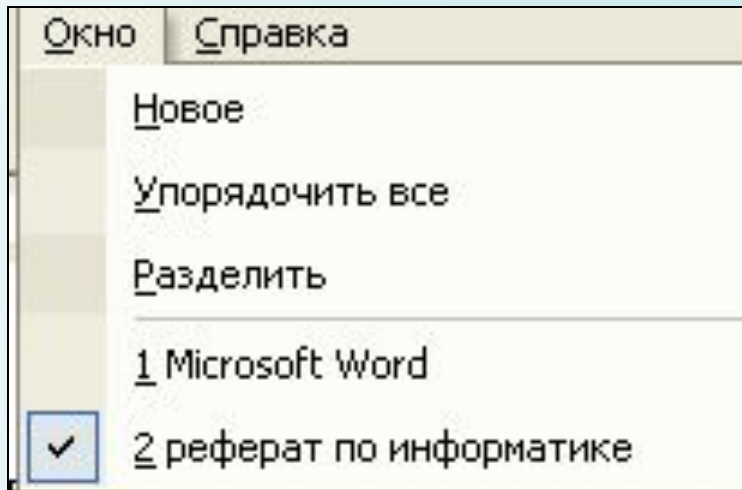 Окно Справка
Новое
Упорядочить все
Разделить
1 Microsoft Word
2 реферат по информатике